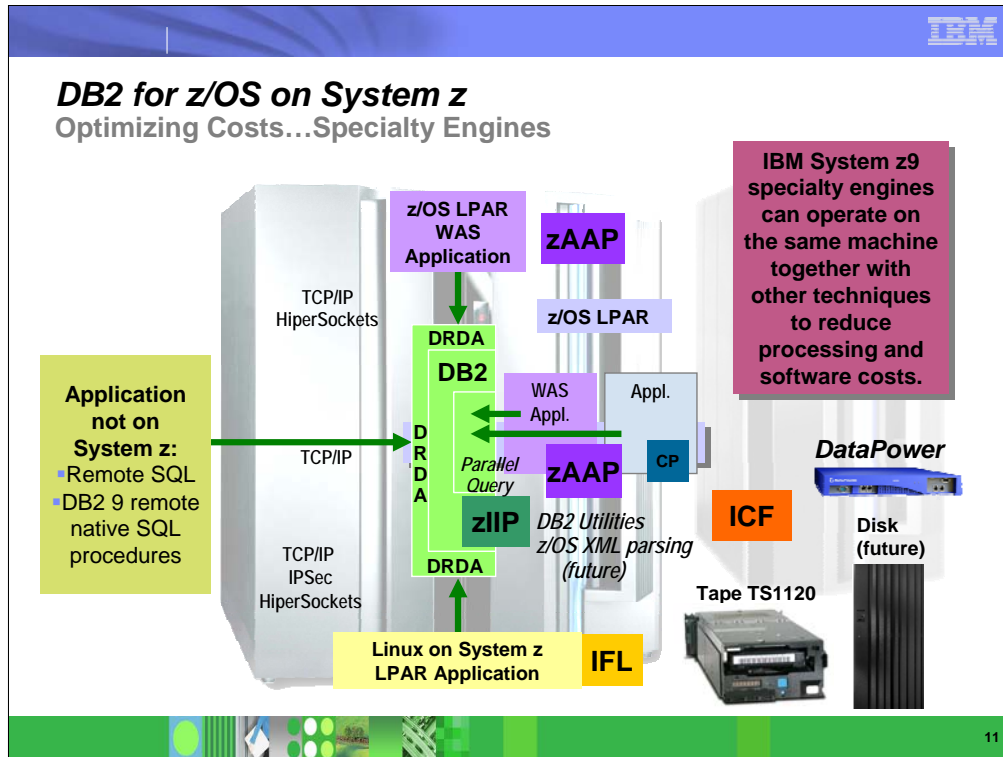 IBM
DB2 for z/OS on System z
Optimizing Costs…Specialty Engines
z/OS LPAR
WAS
Application
zAAP
IBM System z9
specialty engines
can operate on
the same machine
together with
other techniques
to reduce
processing and
software costs.
TCP/IP
HiperSockets
z/OS LPAR
DRDA
DB2
Application
not on
System z:
▪Remote SQL
▪DB2 9 remote
native SQL
procedures
TCP/IP
D
R
D
A
WAS
Appl.
Appl.
Parallel
Query
zAAP
CP
DataPower
zIIP
DB2 Utilities
z/OS XML parsing
(future)
ICF
Disk
(future)
TCP/IP
IPSec
HiperSockets
DRDA
Tape TS1120
Linux on System z
LPAR Application
IFL
11